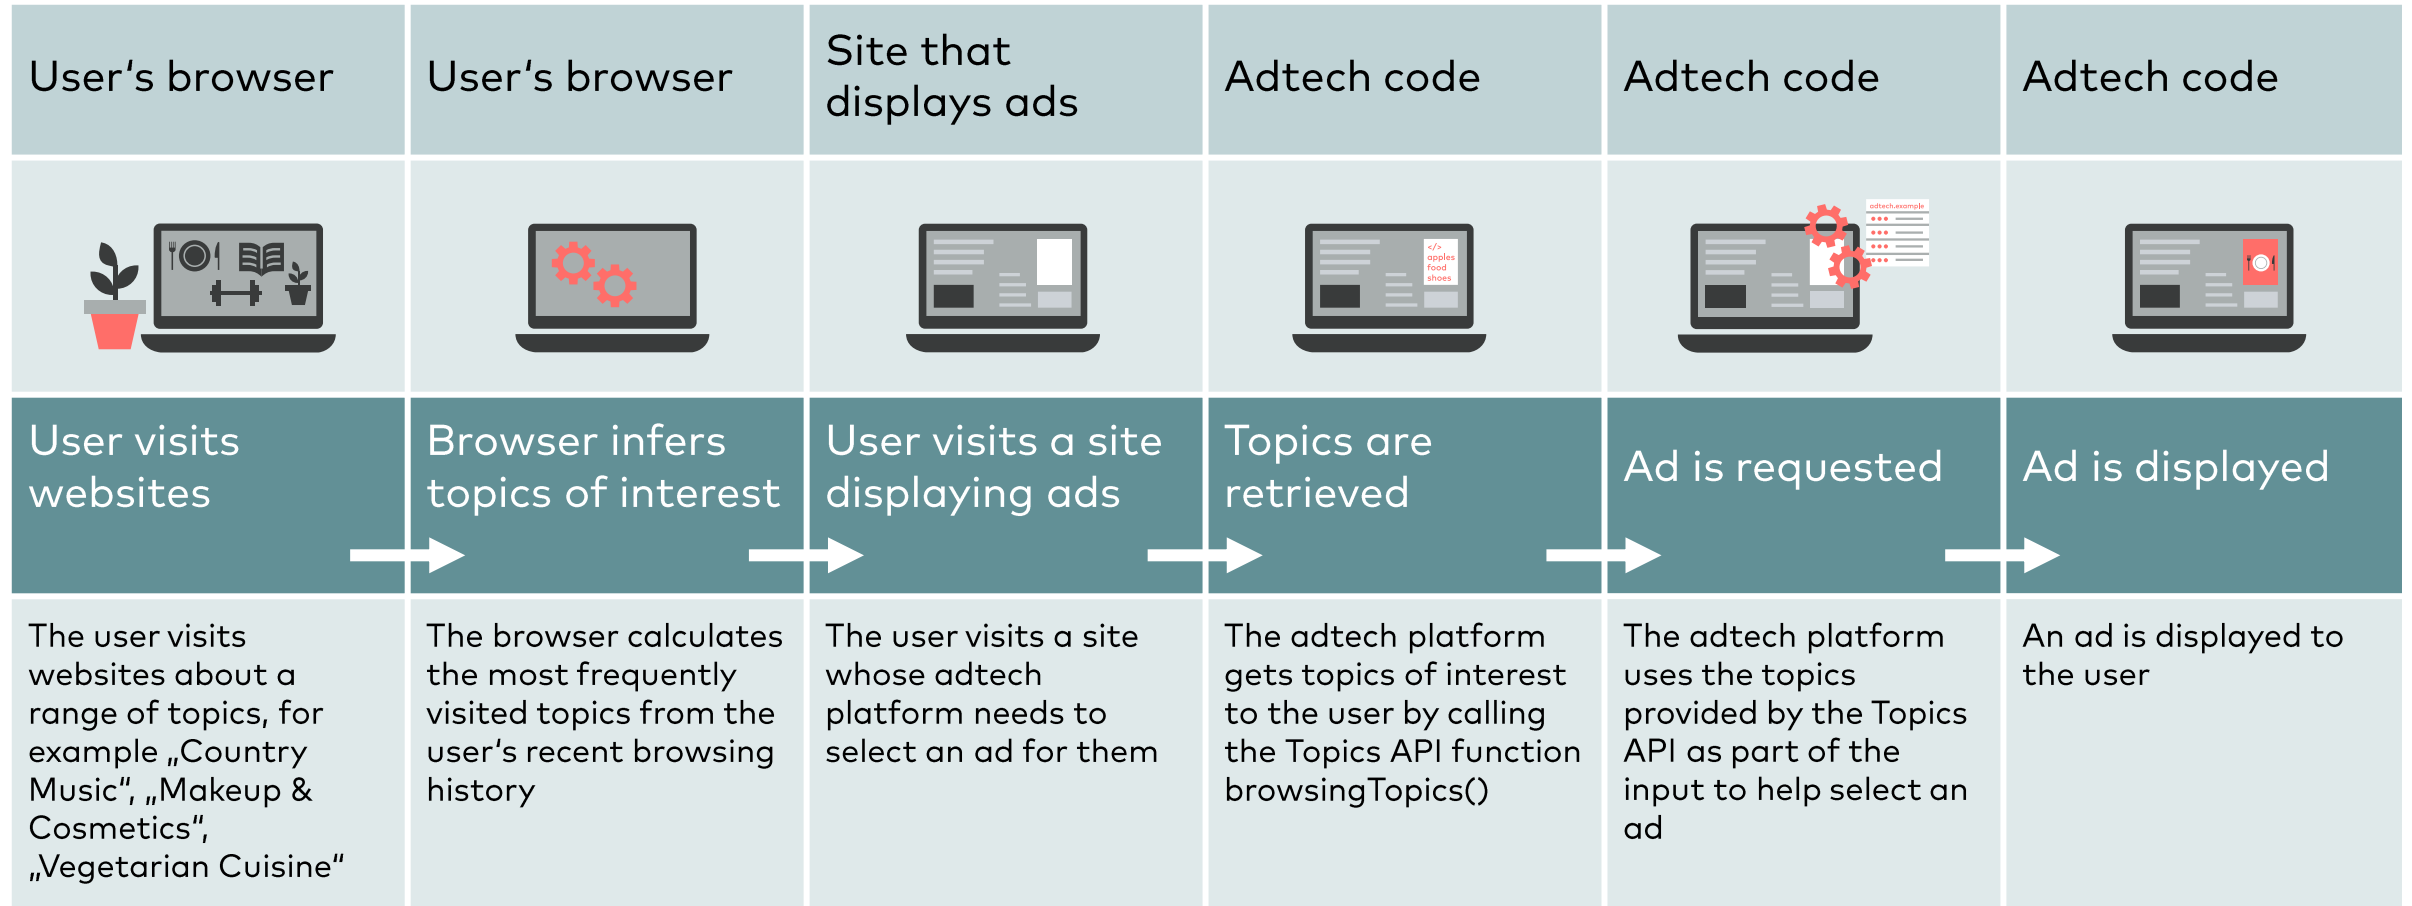 User‘s browser
User‘s browser
Site that
displays ads
Adtech code
Adtech code
Adtech code
</>
apples
food
shoes
adtech.example
User visits
websites
Browser infers
topics of interest
User visits a site
displaying ads
Topics are
retrieved
Ad is requested
Ad is displayed
The user visits
websites about a
range of topics, for
example „Country
Music“, „Makeup &
Cosmetics“,
„Vegetarian Cuisine“
The browser calculates
the most frequently
visited topics from the
user‘s recent browsing
history
The user visits a site
whose adtech
platform needs to
select an ad for them
The adtech platform
gets topics of interest
to the user by calling
the Topics API function
browsingTopics()
The adtech platform
uses the topics
provided by the Topics
API as part of the
input to help select an
ad
An ad is displayed to
the user